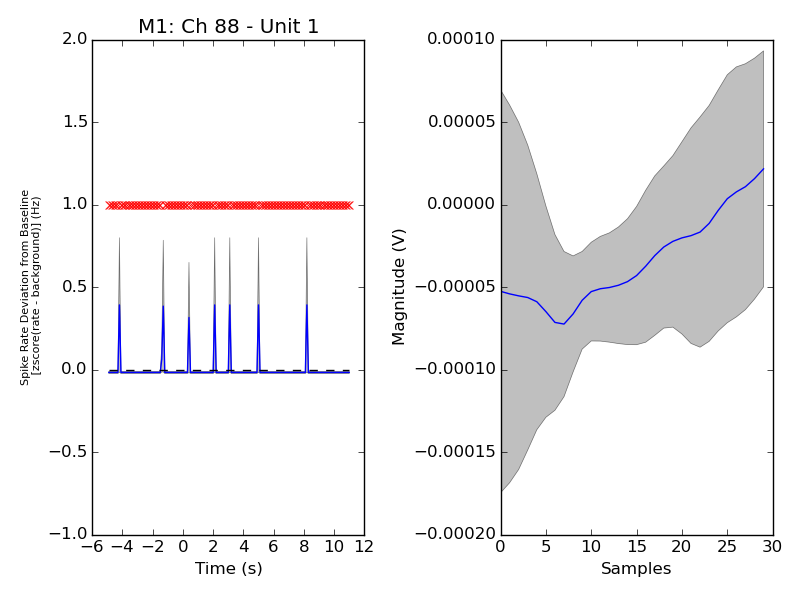 M1: Ch 88 - Unit 1
2.0
1.5
1.0
0.5
0.0
−0.5
−1.0
−6 −4 −2 0 2 4 6 8 10 12
Time (s)
Spike Rate Deviation from Baseline
[zscore(rate - background)] (Hz)
0.00010
0.00005
0.00000
−0.00005
−0.00010
−0.00015
−0.00020
0 5 10 15 20 25 30
Samples
Magnitude (V)